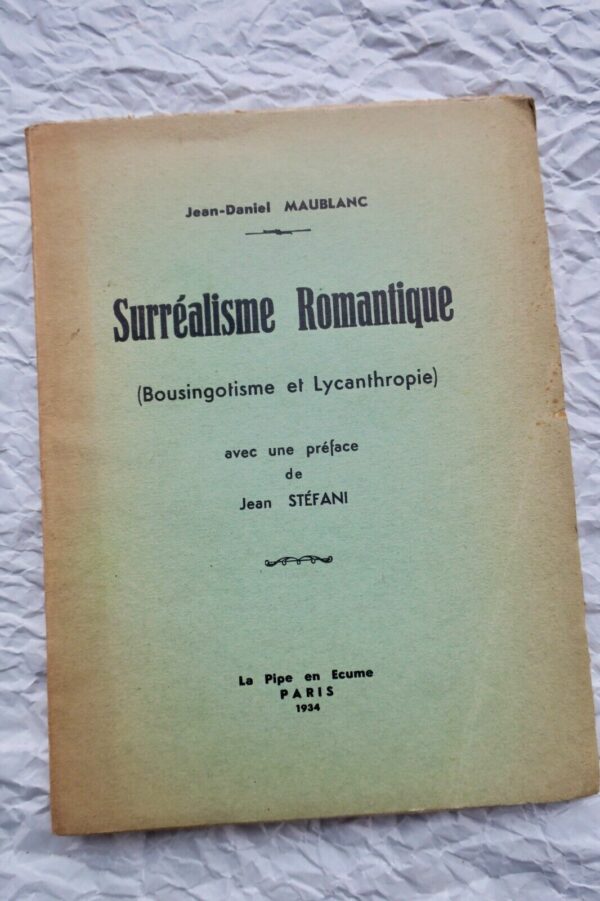 Jean-Daniel MAUBLANC
Surréalisme Romantique
(Bousingotisme et Lycanthropie)
avec une préface
de
Jean STÉFANI
La Pipe en Ecume
PARIS
1934